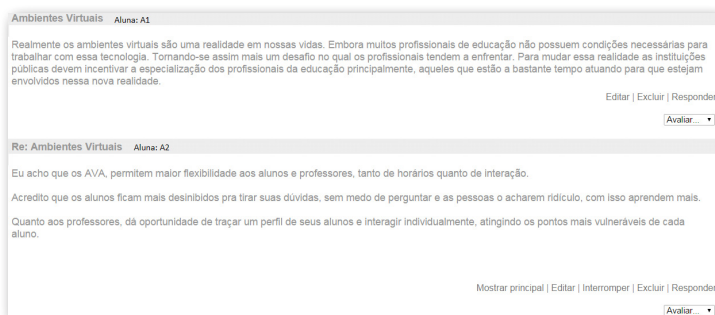 Ambientes Virtuais Aluna: A1
Realmente os ambientes virtuais são uma realidade em nossas vidas. Embora muitos profissionais de educação não possuem condições necessárias para
trabalhar com essa tecnologia. Tornando-se assim mais um desafio no qual os profissionais tendem a enfrentar. Para mudar essa realidade as instituições
públicas devem incentivar a especialização dos profissionais da educação principalmente, aqueles que estão a bastante tempo atuando para que estejam
envolvidos nessa nova realidade.
Editar | Excluir | Responder
Avaliar...
Re: Ambientes Virtuais Aluna: A2
Eu acho que os AVA, permitem maior flexibilidade aos alunos e professores, tanto de horários quanto de interação.
Acredito que os alunos ficam mais desinibidos pra tirar suas dúvidas, sem medo de perguntar e as pessoas o acharem ridículo, com Isso aprendem mais.
Quanto aos professores, dá oportunidade de traçar um perfil de seus alunos e interagir individualmente, atingindo os pontos mais vulneráveis de cada
aluno.
Mostrar principal | Editar | Interromper | Excluir | Responder
Avaliar...